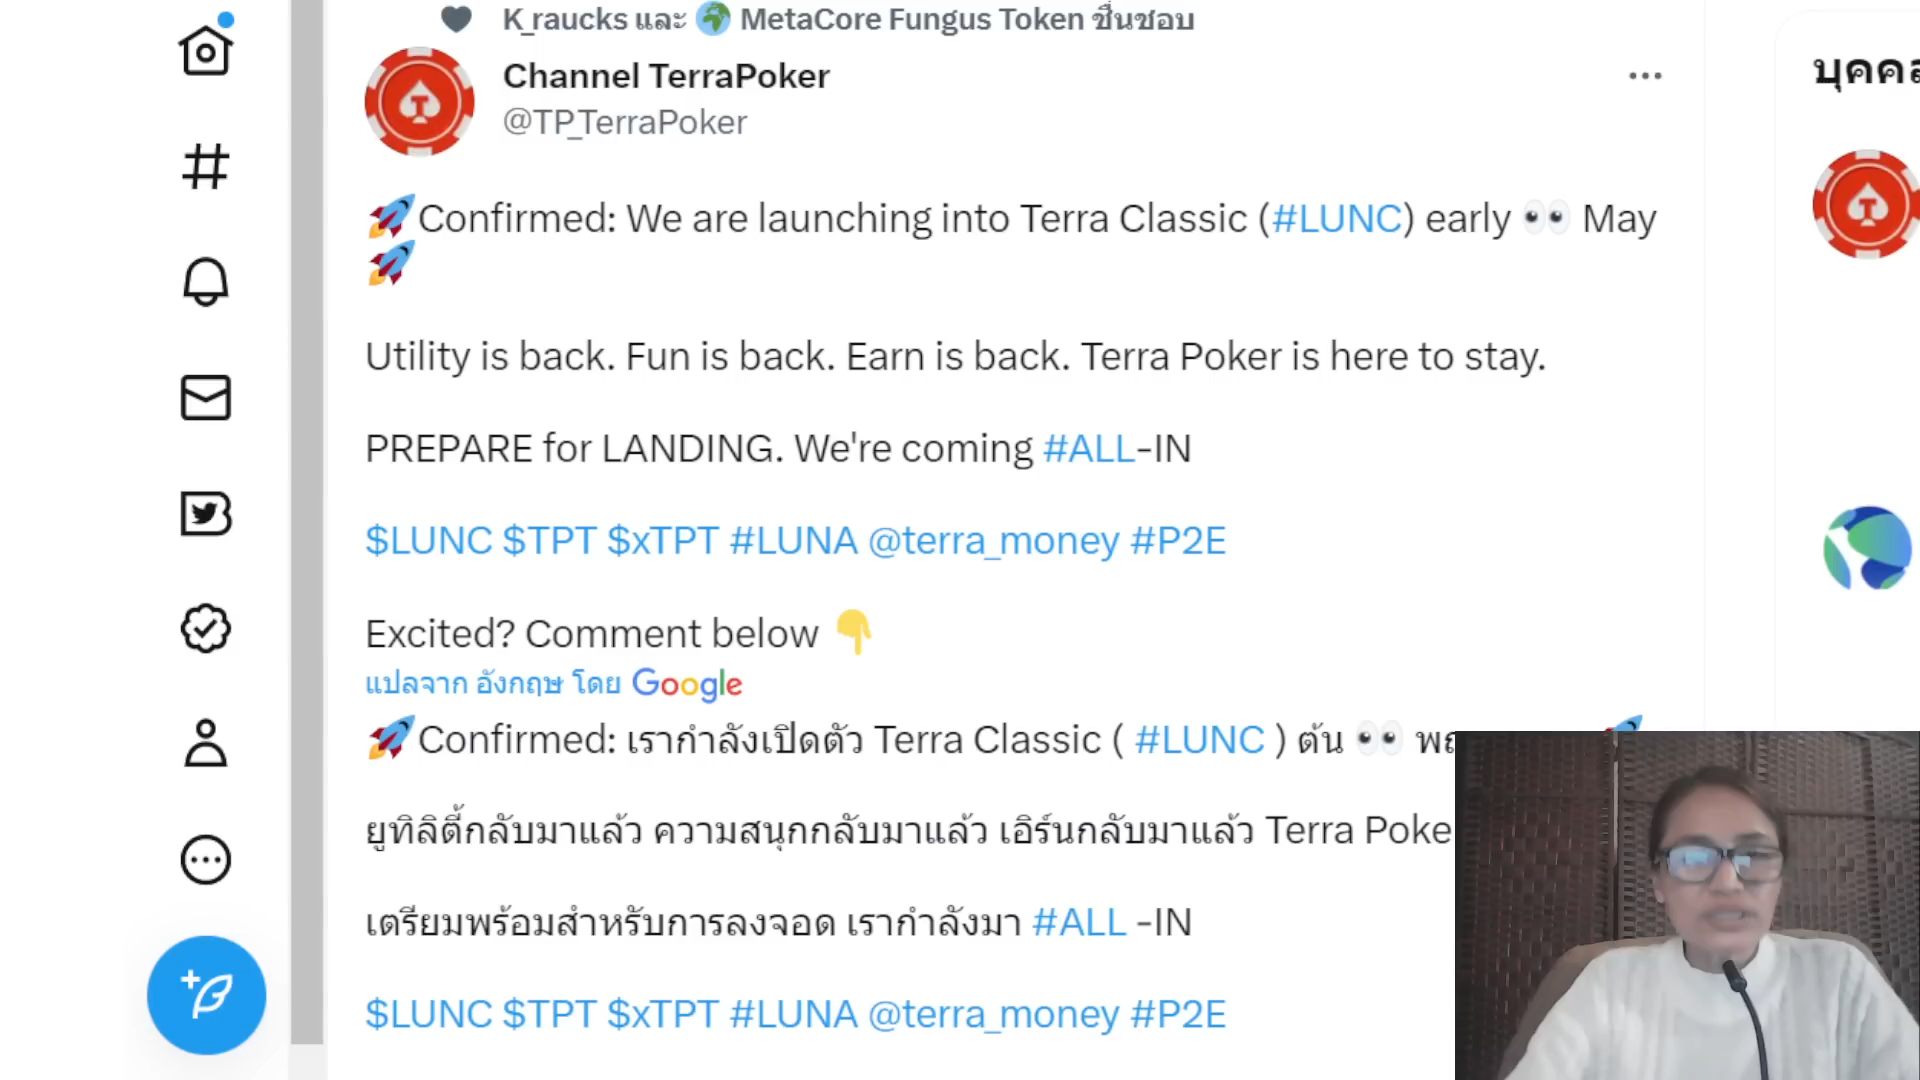 K_raucks และ 🌍 MetaCore Fungus Token ชื่นชอบ
Channel TerraPoker
@TP_TerraPoker
🚀Confirmed: We are launching into Terra Classic (#LUNC) early 👀 May
🚀
Utility is back. Fun is back. Earn is back. Terra Poker is here to stay.
PREPARE for LANDING. We're coming #ALL-IN
$LUNC $TPT $xTPT #LUNA @terra_money #P2E
Excited? Comment below 👇
แปลจาก อังกฤษ โดย Google
🚀Confirmed: เรากำลังเปิดตัว Terra Classic ( #LUNC ) ต้น 👀
ยูทิลิตี้กลับมาแล้ว ความสนุกกลับมาแล้ว เอิร์นกลับมาแล้ว Terra Poke
เตรียมพร้อมสำหรับการลงจอด เรากำลังมา #ALL -IN
$LUNC $TPT $xTPT #LUNA @terra_money #P2E